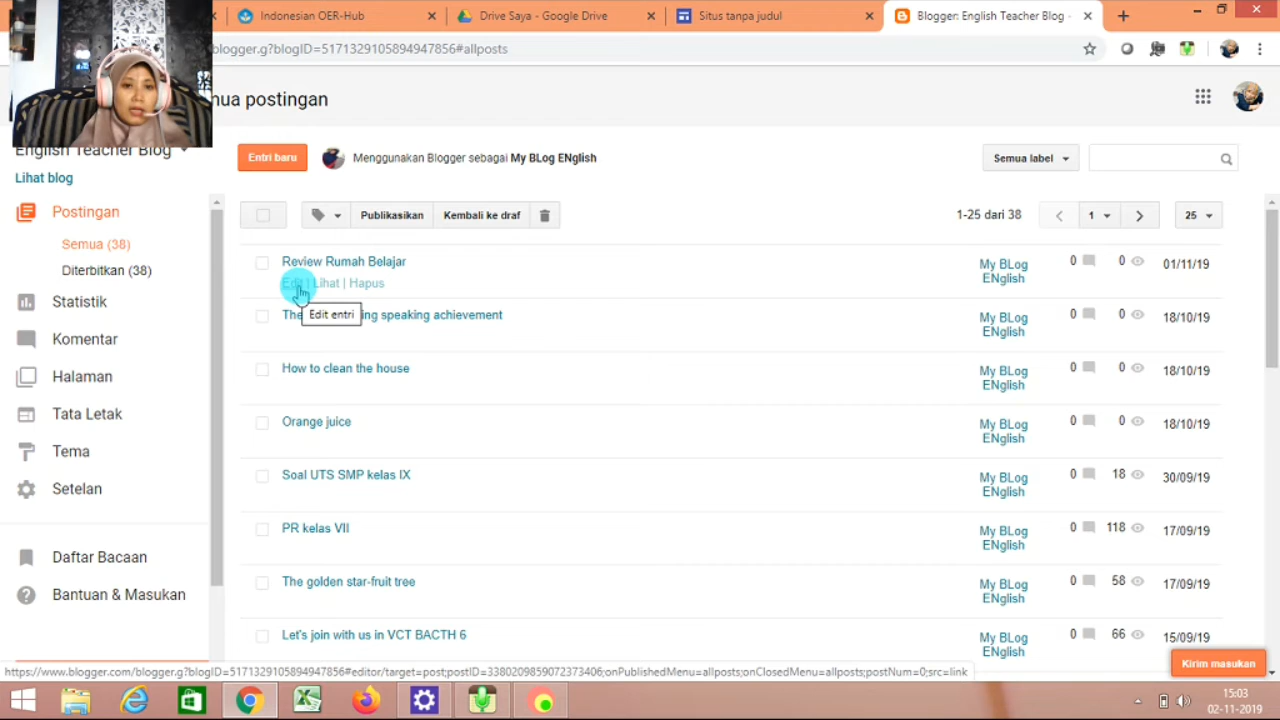 Indonesian OER-Hub
Drive Saya - Google Drive
Situs tanpa judul
Blogger: English Teacher Blog -
blogger.g?blogID=5171329105894947856#allposts
nua postingan
English Teacher Blog
Lihat blog
Entri baru
Menggunakan Blogger sebagai My BLog ENglish
Semua label
Postingan
Semua (38)
Diterbitkan (38)
Statistik
Komentar
Halaman
Tata Letak
Tema
Setelan
Daftar Bacaan
Bantuan & Masukan
Publikasikan
Kembali ke draf
1-25 dari 38
1
25
Review Rumah Belajar
My BLog ENglish
0
0
01/11/19
Edit | Lihat | Hapus
Edit entri
The ing speaking achievement
My BLog ENglish
0
0
18/10/19
How to clean the house
My BLog ENglish
0
0
18/10/19
Orange juice
My BLog ENglish
0
0
18/10/19
Soal UTS SMP kelas IX
My BLog ENglish
0
18
30/09/19
PR kelas VII
My BLog ENglish
0
118
17/09/19
The golden star-fruit tree
My BLog ENglish
0
58
17/09/19
Let's join with us in VCT BACTH 6
My BLog ENglish
0
66
15/09/19
Kirim masukan
https://www.blogger.com/blogger.g?blogID=5171329105894947856#editor/target=post;postID=3380209859072373406;onPublishedMenu=allposts;onClosedMenu=allposts;postNum=0;src=link
15:03
02-11-2019